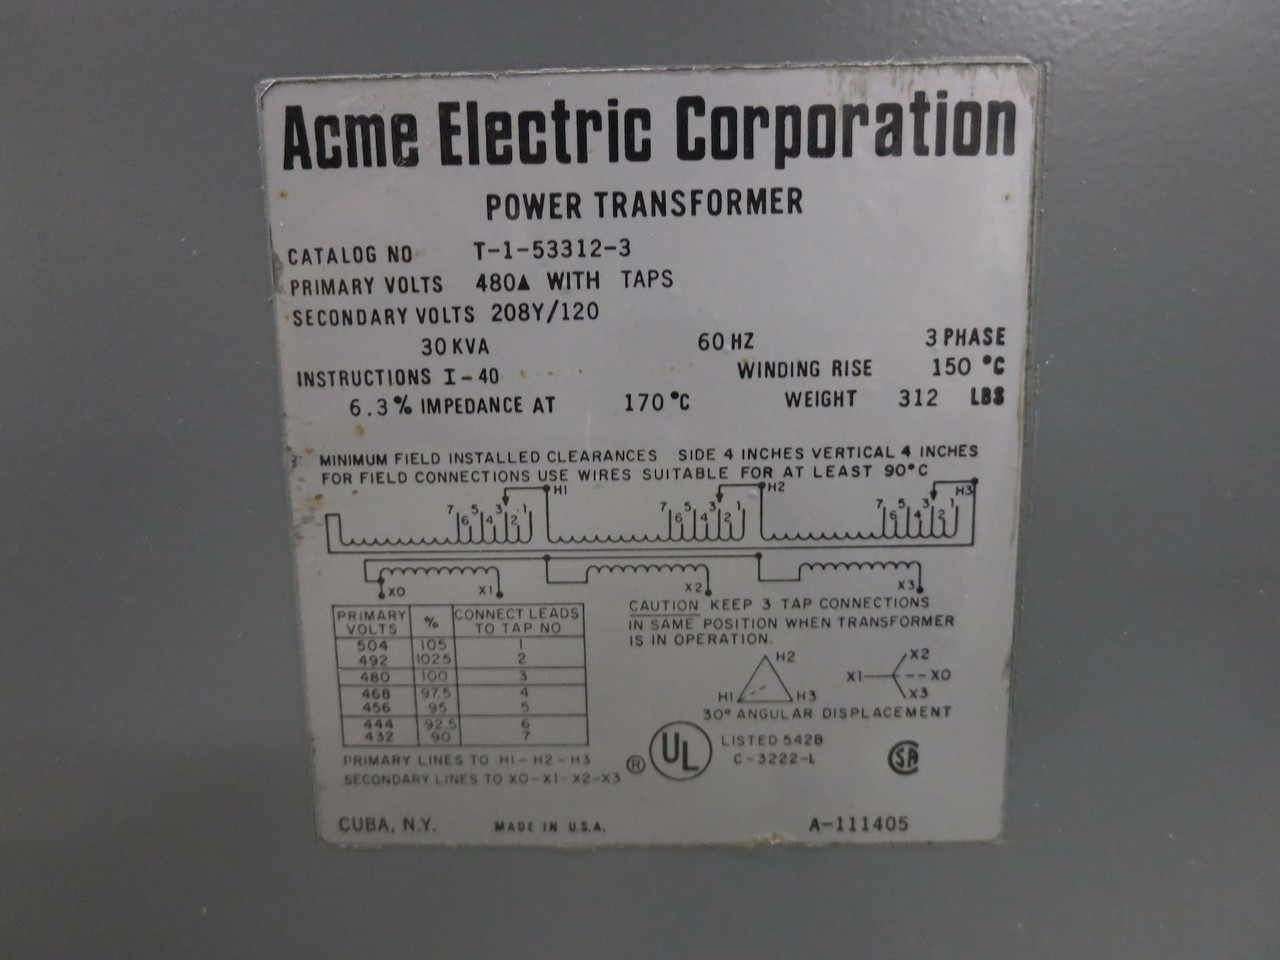 Acme Electric Corporation
POWER TRANSFORMER
CATALOG NO T-1-53312-3
PRIMARY VOLTS 480▲ WITH TAPS
SECONDARY VOLTS 208Y/120
30 KVA 60 HZ 3 PHASE
INSTRUCTIONS I-40 WINDING RISE 150 °C
6.3% IMPEDANCE AT 170 °C WEIGHT 312 LBS
MINIMUM FIELD INSTALLED CLEARANCES SIDE 4 INCHES VERTICAL 4 INCHES
FOR FIELD CONNECTIONS USE WIRES SUITABLE FOR AT LEAST 90°C
H1 H2 H3
7 6 5 4 3 2 1 7 6 5 4 3 2 1 7 6 5 4 3 2 1
X0 X1 X2 X3
PRIMARY VOLTS % CONNECT LEADS TO TAP NO
504 105 1
492 102.5 2
480 100 3
468 97.5 4
456 95 5
444 92.5 6
432 90 7
PRIMARY LINES TO H1-H2-H3
SECONDARY LINES TO X0-X1-X2-X3
CAUTION KEEP 3 TAP CONNECTIONS
IN SAME POSITION WHEN TRANSFORMER
IS IN OPERATION.
H2
H1 H3
X2
X1 X0
X3
30° ANGULAR DISPLACEMENT
® UL LISTED 542B
C-3222-L
SA
CUBA, N.Y. MADE IN U.S.A. A-111405